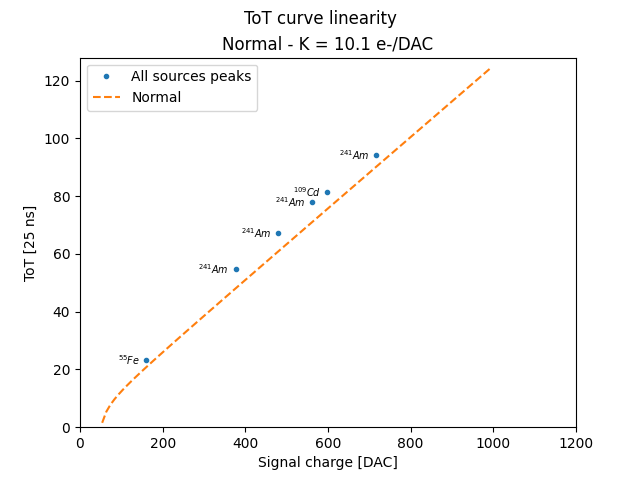 ToT curve linearity
Normal - K = 10.1 e-/DAC
All sources peaks
Normal
120
100
80
60
40
20
0
ToT [25 ns]
²⁴¹Am
¹⁰⁹Cd
²⁴¹Am
²⁴¹Am
²⁴¹Am
⁵⁵Fe
0 200 400 600 800 1000 1200
Signal charge [DAC]